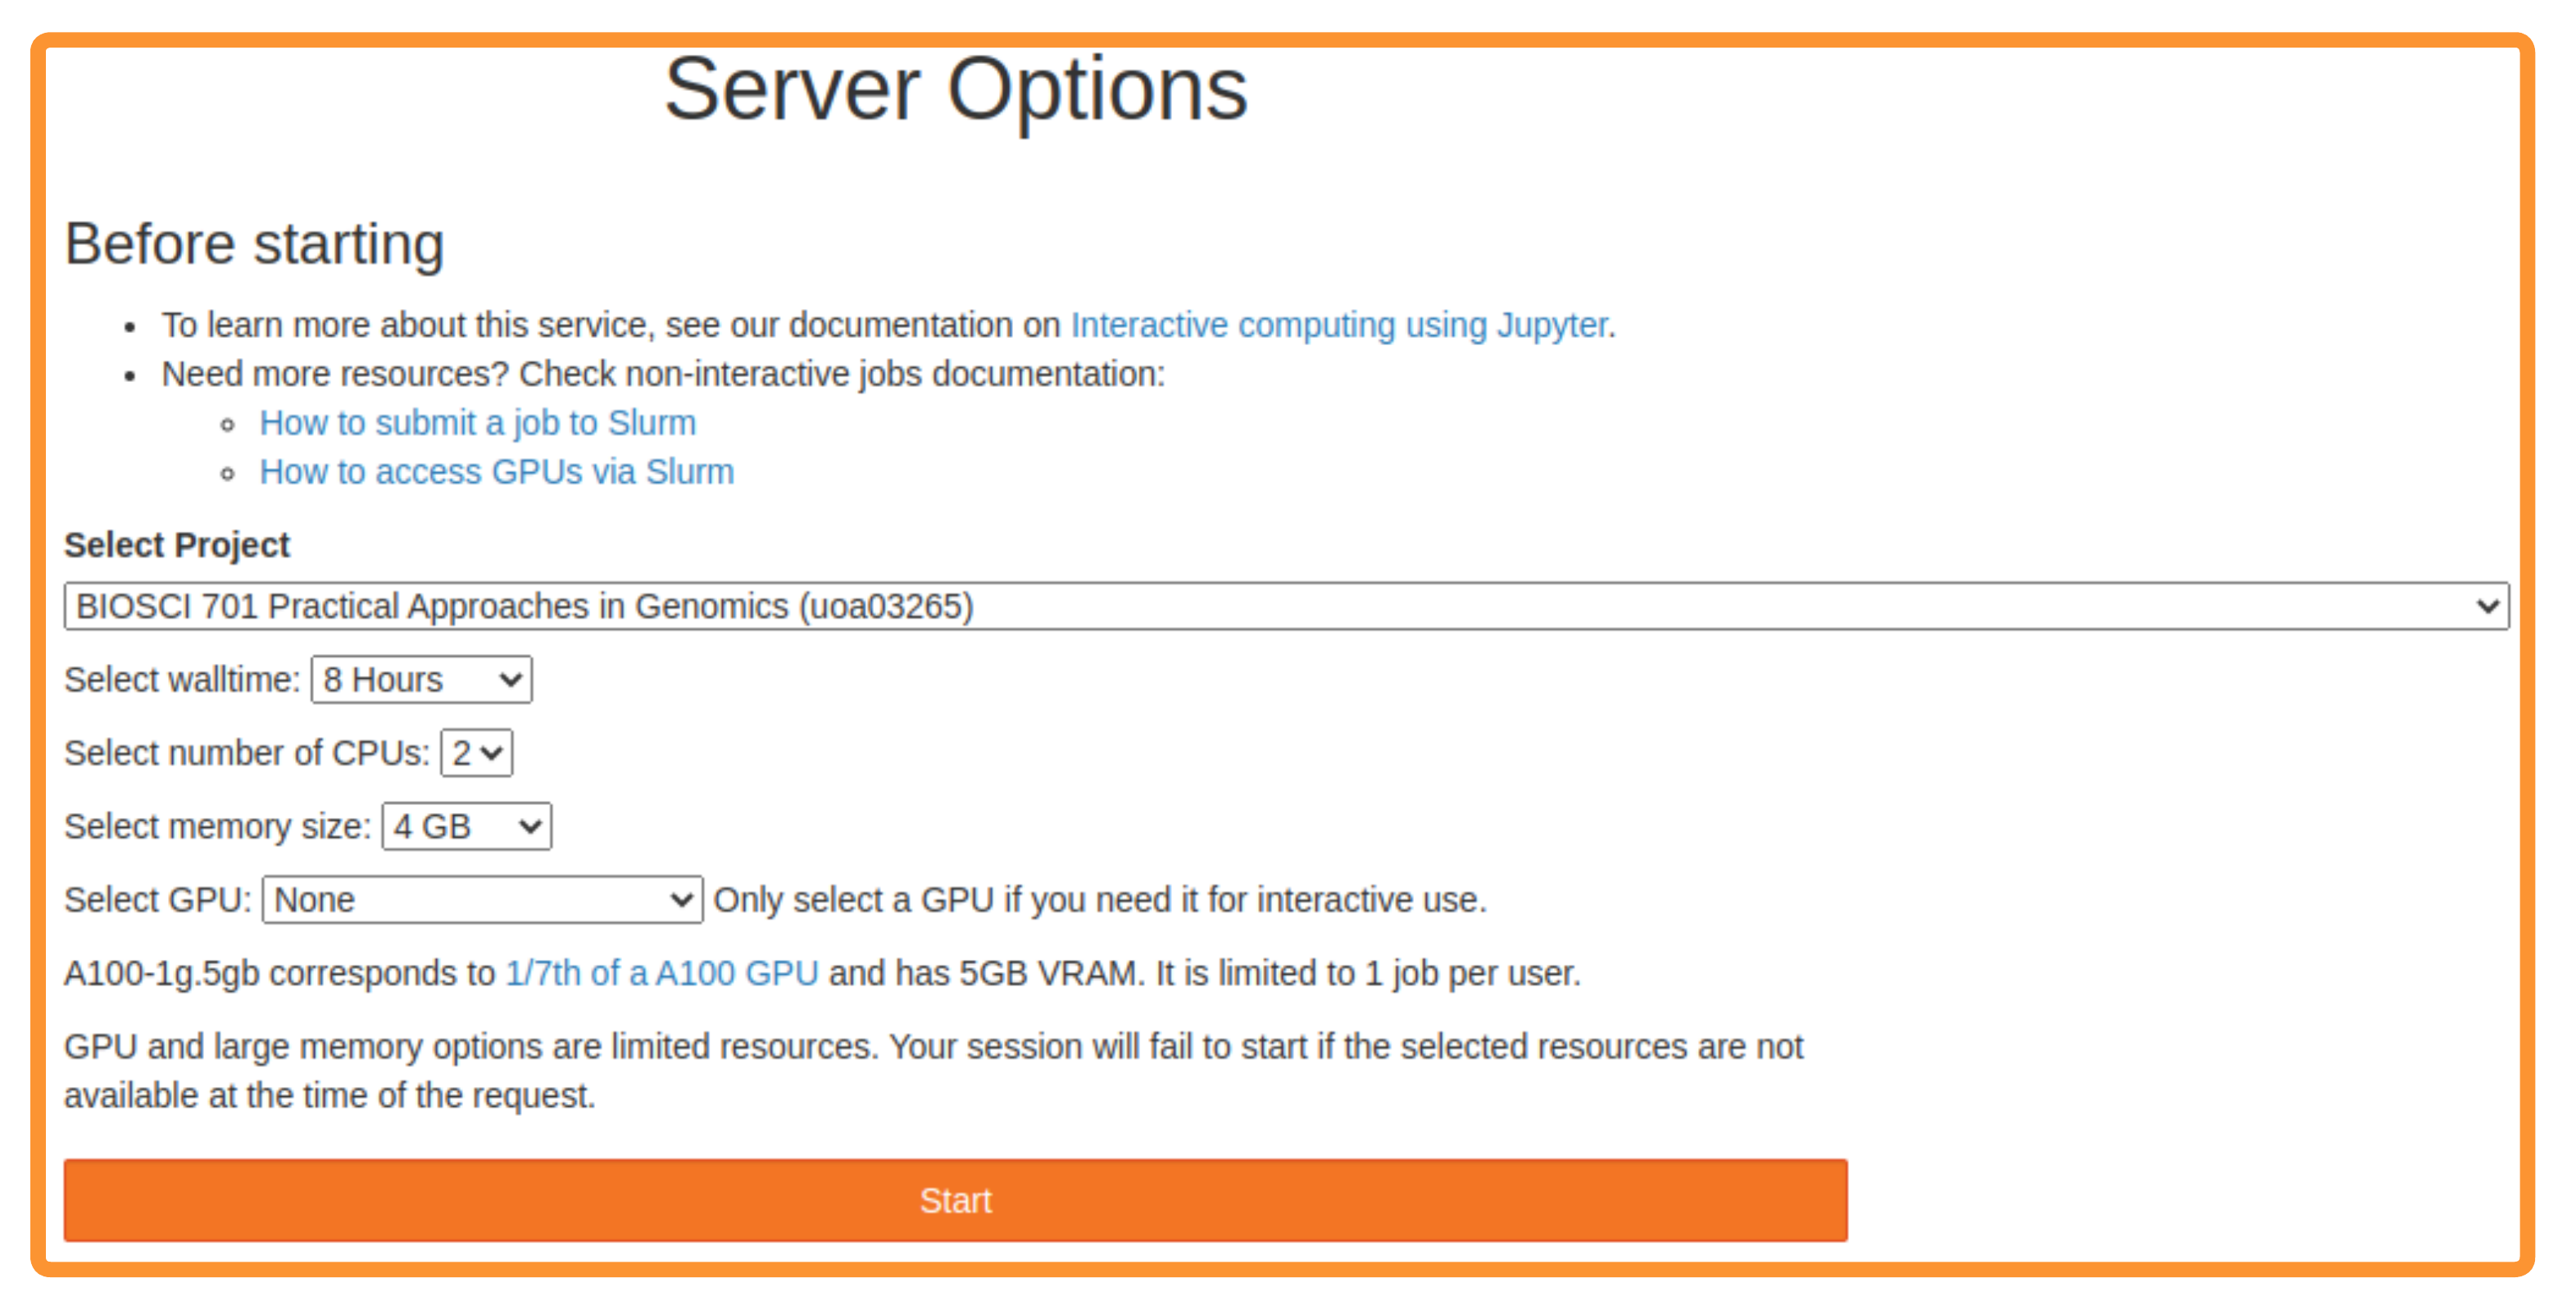 Server Options
Before starting
To learn more about this service, see our documentation on Interactive computing using Jupyter.
Need more resources? Check non-interactive jobs documentation:
How to submit a job to Slurm
How to access GPUs via Slurm
Select Project
BIOSCI 701 Practical Approaches in Genomics (uoa03265)
Select walltime: 8 Hours
Select number of CPUs: 2
Select memory size: 4 GB
Select GPU: None Only select a GPU if you need it for interactive use.
A100-1g.5gb corresponds to 1/7th of a A100 GPU and has 5GB VRAM. It is limited to 1 job per user.
GPU and large memory options are limited resources. Your session will fail to start if the selected resources are not
available at the time of the request.
Start